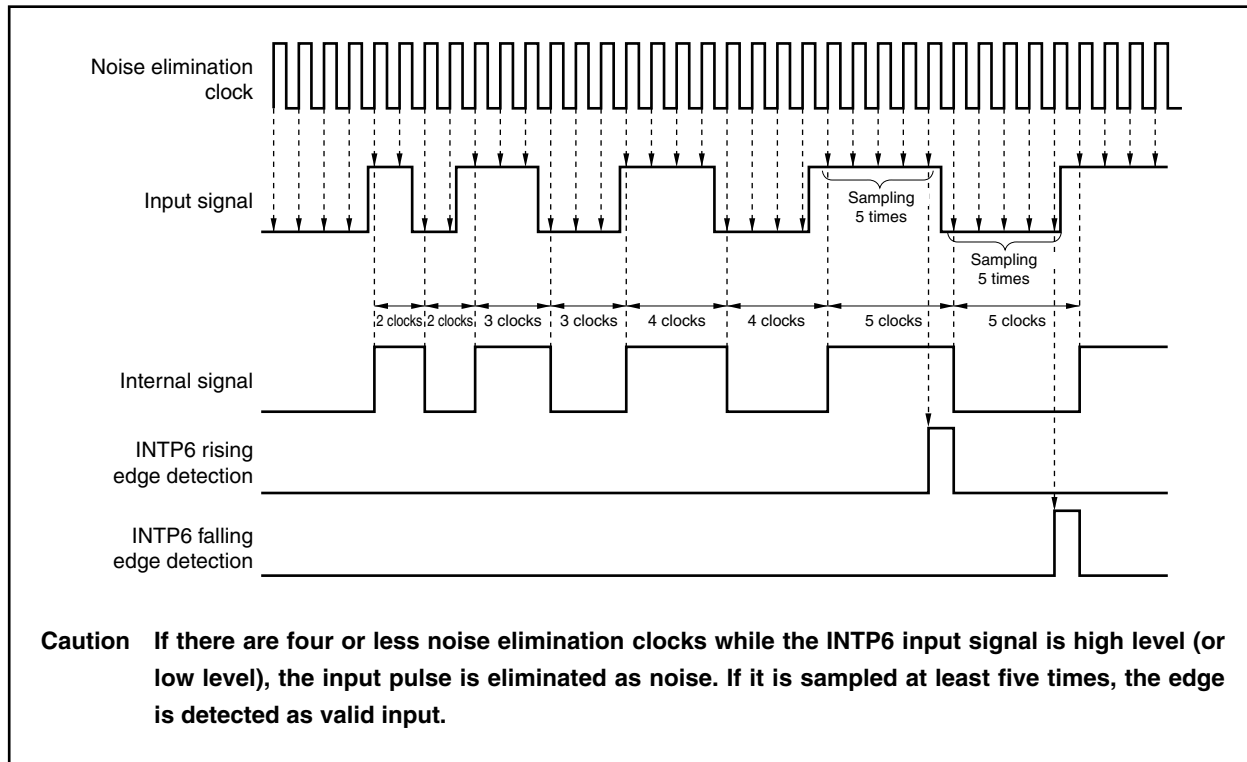 Noise elimination
clock
Input signal
Sampling
5 times
Sampling
5 times
2 clocks 2 clocks 3 clocks 3 clocks 4 clocks 4 clocks 5 clocks 5 clocks
Internal signal
INTP6 rising
edge detection
INTP6 falling
edge detection
Caution If there are four or less noise elimination clocks while the INTP6 input signal is high level (or
low level), the input pulse is eliminated as noise. If it is sampled at least five times, the edge
is detected as valid input.